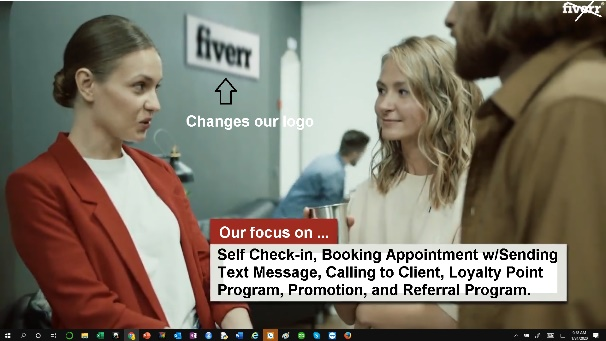 fiverr
fiverr
Changes our logo
Our focus on ...
Self Check-in, Booking Appointment w/Sending
Text Message, Calling to Client, Loyalty Point
Program, Promotion, and Referral Program.